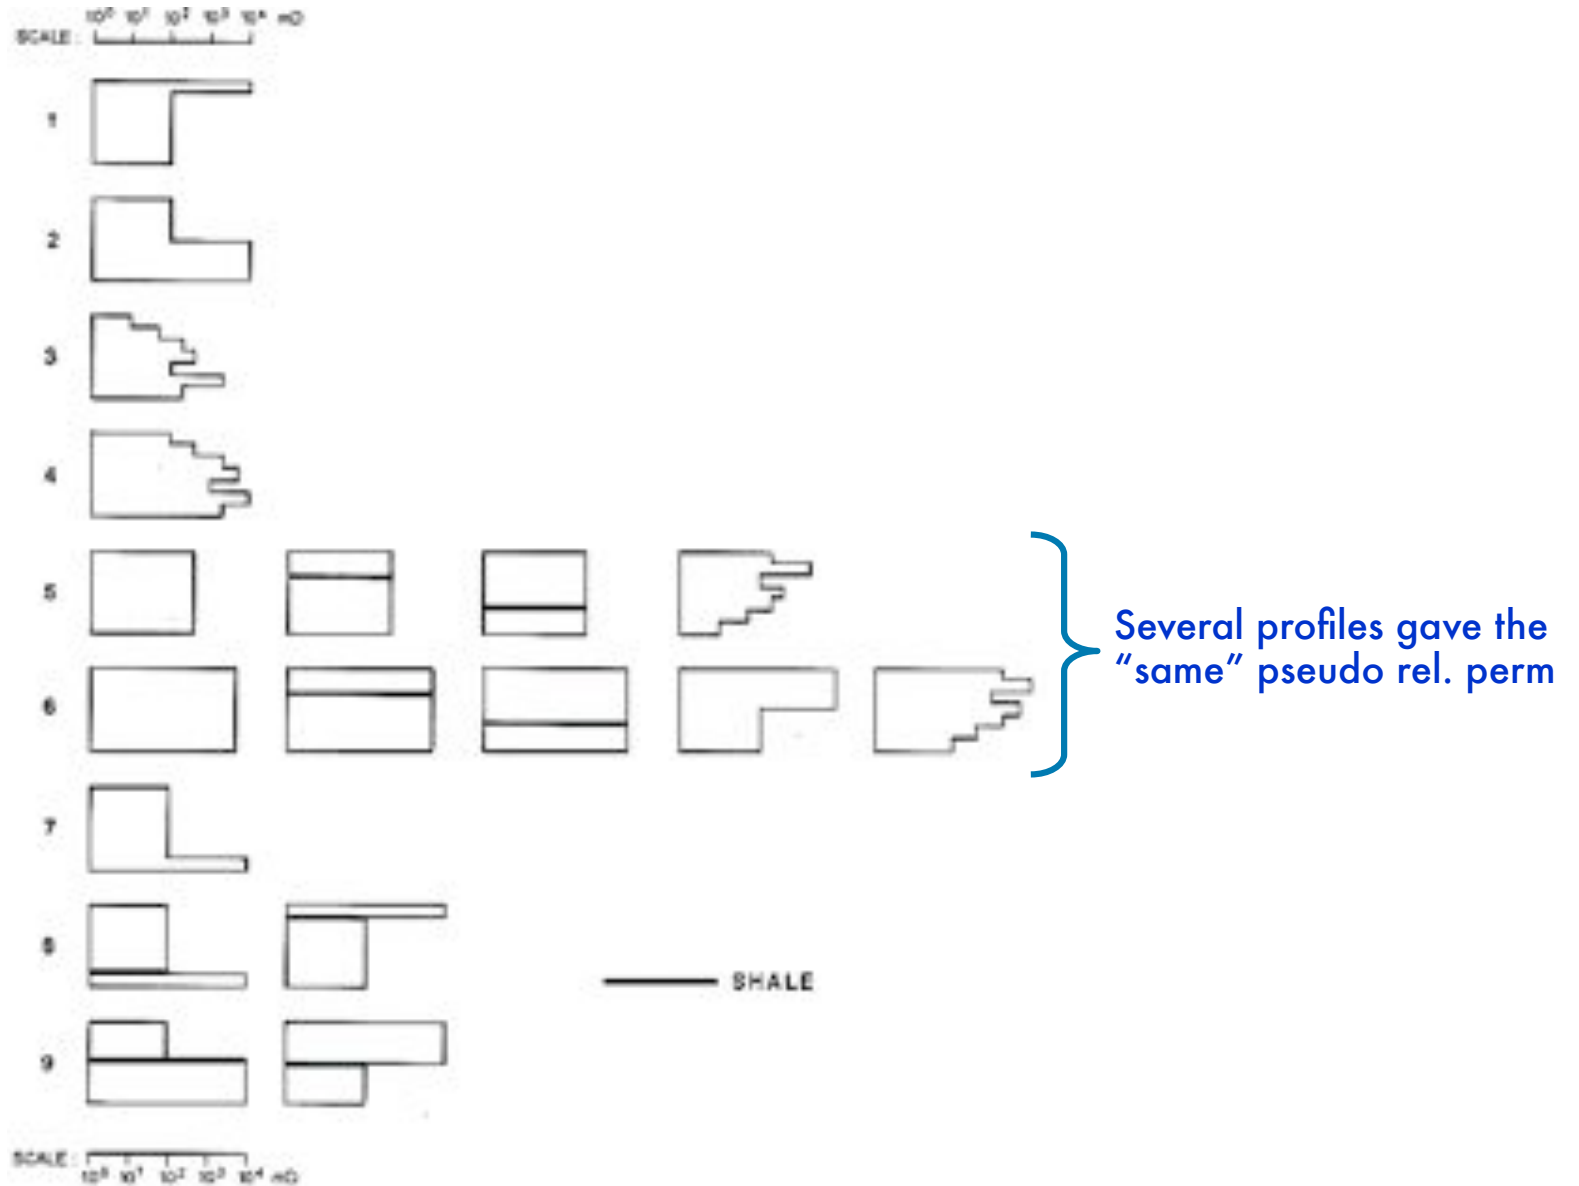 10⁰ 10¹ 10² 10³ 10⁴ mD
SCALE :
1
2
3
4
5
6
7
8
9
Several profiles gave the
“same” pseudo rel. perm
SHALE
SCALE :
10⁰ 10¹ 10² 10³ 10⁴ mD